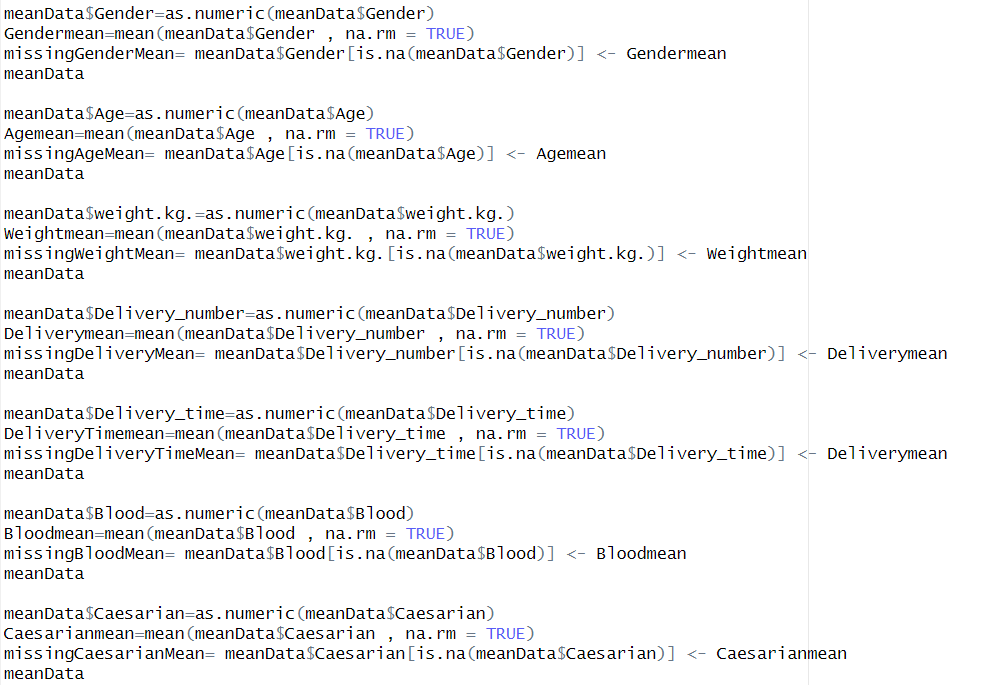 meanData$Gender=as.numeric(meanData$Gender)
Gendermean=mean(meanData$Gender , na.rm = TRUE)
missingGenderMean= meanData$Gender[is.na(meanData$Gender)] <- Gendermean
meanData

meanData$Age=as.numeric(meanData$Age)
Agemean=mean(meanData$Age , na.rm = TRUE)
missingAgeMean= meanData$Age[is.na(meanData$Age)] <- Agemean
meanData

meanData$weight.kg.=as.numeric(meanData$weight.kg.)
Weightmean=mean(meanData$weight.kg. , na.rm = TRUE)
missingWeightMean= meanData$weight.kg.[is.na(meanData$weight.kg.)] <- Weightmean
meanData

meanData$Delivery_number=as.numeric(meanData$Delivery_number)
Deliverymean=mean(meanData$Delivery_number , na.rm = TRUE)
missingDeliveryMean= meanData$Delivery_number[is.na(meanData$Delivery_number)] <- Deliverymean
meanData

meanData$Delivery_time=as.numeric(meanData$Delivery_time)
DeliveryTimemean=mean(meanData$Delivery_time , na.rm = TRUE)
missingDeliveryTimeMean= meanData$Delivery_time[is.na(meanData$Delivery_time)] <- Deliverymean
meanData

meanData$Blood=as.numeric(meanData$Blood)
Bloodmean=mean(meanData$Blood , na.rm = TRUE)
missingBloodMean= meanData$Blood[is.na(meanData$Blood)] <- Bloodmean
meanData

meanData$Caesarian=as.numeric(meanData$Caesarian)
Caesarianmean=mean(meanData$Caesarian , na.rm = TRUE)
missingCaesarianMean= meanData$Caesarian[is.na(meanData$Caesarian)] <- Caesarianmean
meanData